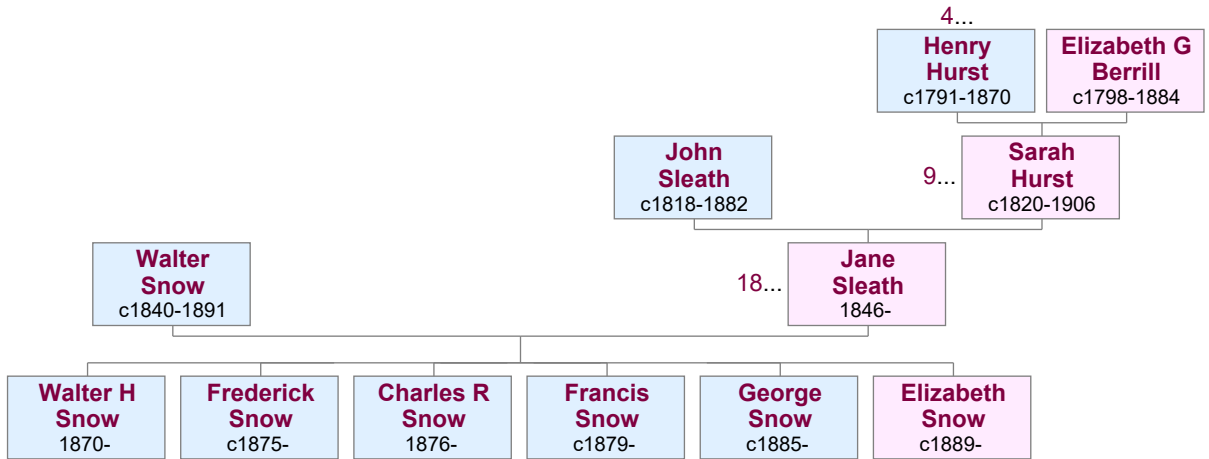 4...
Henry
Hurst
c1791-1870
Elizabeth G
Berrill
c1798-1884
John
Sleath
c1818-1882
9...
Sarah
Hurst
c1820-1906
Walter
Snow
c1840-1891
18...
Jane
Sleath
1846-
Walter H
Snow
1870-
Frederick
Snow
c1875-
Charles R
Snow
1876-
Francis
Snow
c1879-
George
Snow
c1885-
Elizabeth
Snow
c1889-